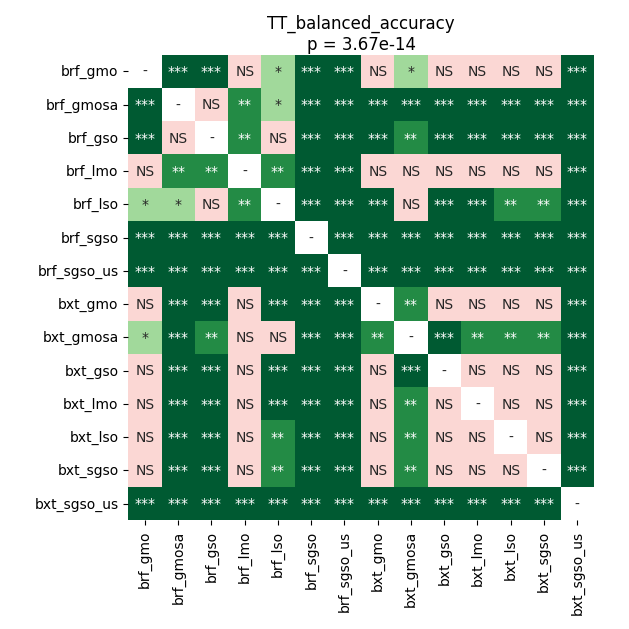 TT_balanced_accuracy
p = 3.67e-14
brf_gmo - *** *** NS * *** *** NS * NS NS NS NS ***
brf_gmosa *** - NS ** * *** *** *** *** *** *** *** *** ***
brf_gso *** NS - ** NS *** *** *** ** *** *** *** *** ***
brf_lmo NS ** ** - ** *** *** NS NS NS NS NS NS ***
brf_lso * * NS ** - *** *** *** NS *** *** ** ** ***
brf_sgso *** *** *** *** *** - *** *** *** *** *** *** *** ***
brf_sgso_us *** *** *** *** *** *** - *** *** *** *** *** *** ***
bxt_gmo NS *** *** NS *** *** *** - ** NS NS NS NS ***
bxt_gmosa * *** ** NS NS *** *** ** - *** ** ** ** ***
bxt_gso NS *** *** NS *** *** *** NS *** - NS NS NS ***
bxt_lmo NS *** *** NS *** *** *** NS ** NS - NS NS ***
bxt_lso NS *** *** NS ** *** *** NS ** NS NS - NS ***
bxt_sgso NS *** *** NS ** *** *** NS ** NS NS NS - ***
bxt_sgso_us *** *** *** *** *** *** *** *** *** *** *** *** *** -
brf_gmo
brf_gmosa
brf_gso
brf_lmo
brf_lso
brf_sgso
brf_sgso_us
bxt_gmo
bxt_gmosa
bxt_gso
bxt_lmo
bxt_lso
bxt_sgso
bxt_sgso_us